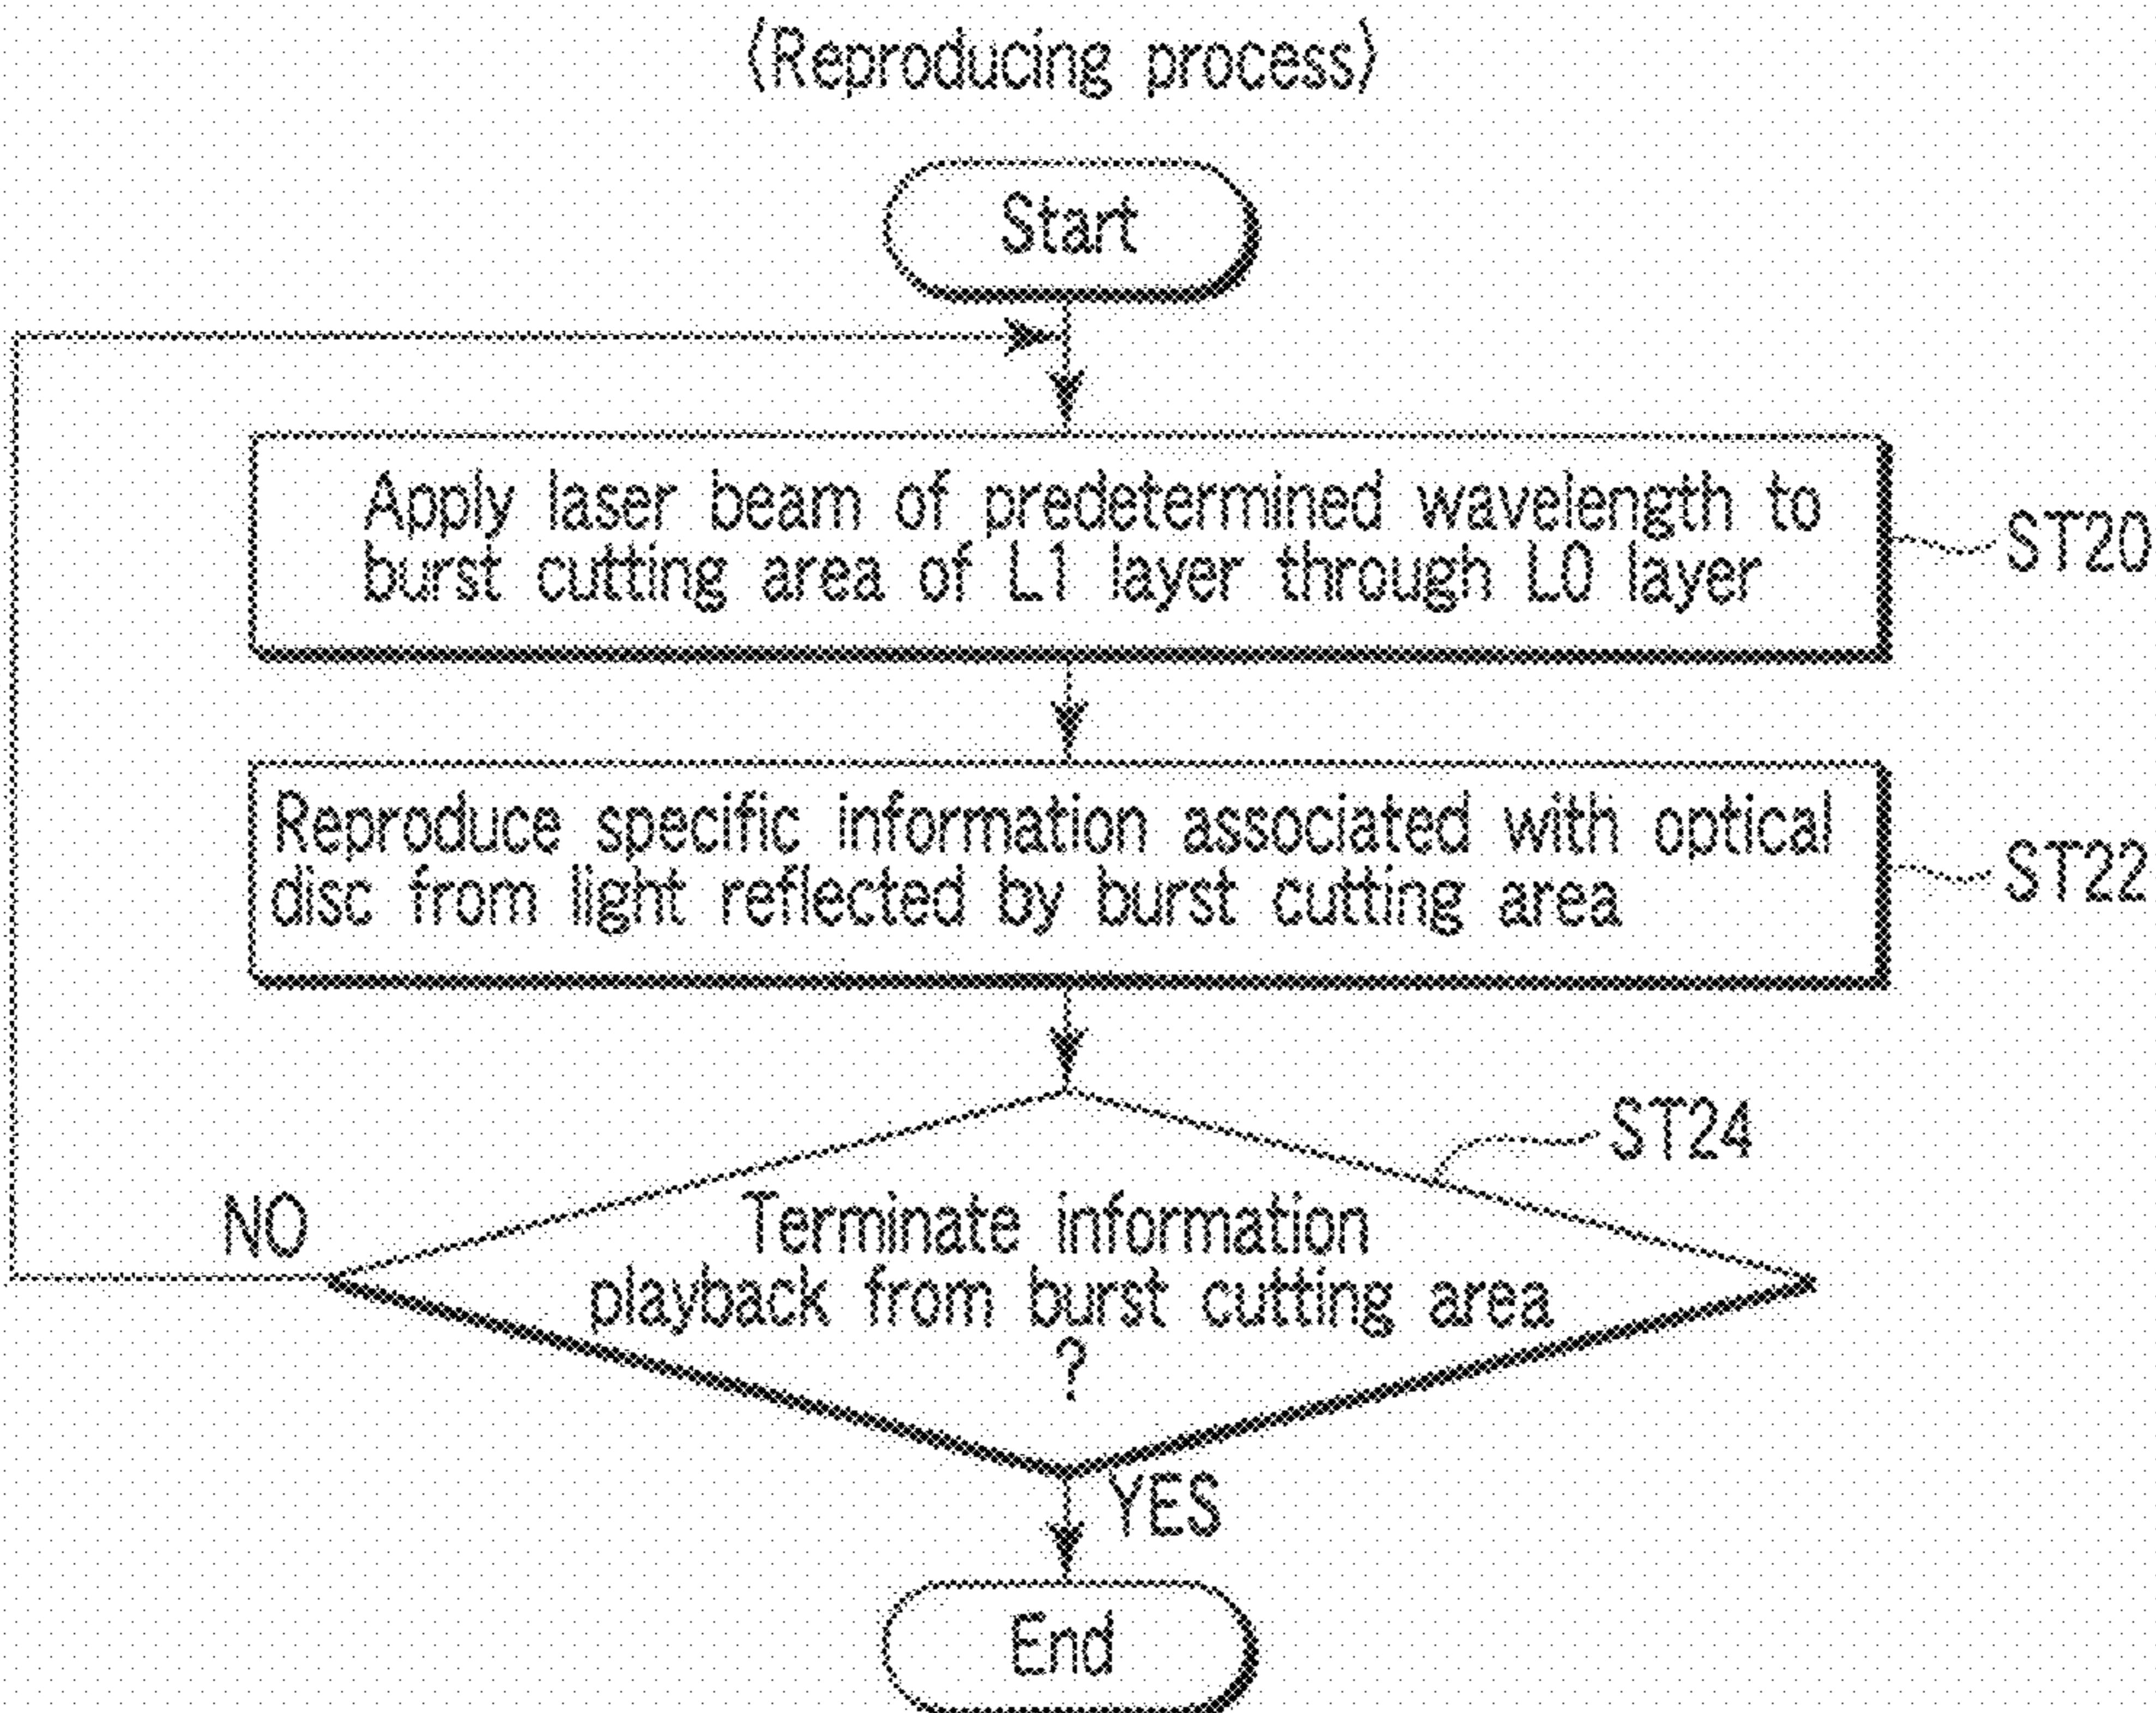 (Reproducing process)
Start
Apply laser beam of predetermined wavelength to
burst cutting area of L1 layer through L0 layer
ST20
Reproduce specific information associated with optical
disc from light reflected by burst cutting area
ST22
ST24
NO
Terminate information
playback from burst cutting area
?
YES
End